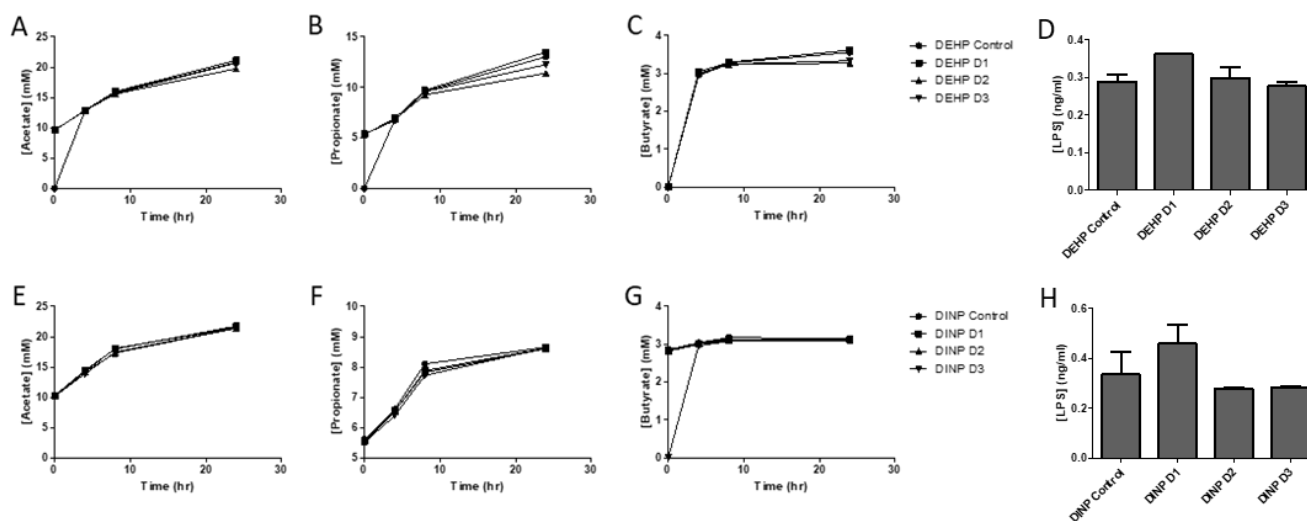 A
[Acetate] (mM)
25
20
15
10
5
0
0
10
20
30
Time (hr)
B
[Propionate] (mM)
15
10
5
0
0
10
20
30
Time (hr)
C
[Butyrate] (mM)
4
3
2
1
0
0
10
20
30
Time (hr)
DEHP Control
DEHP D1
DEHP D2
DEHP D3
D
[LPS] (ng/ml)
0.4
0.3
0.2
0.1
0.0
DEHP Control
DEHP D1
DEHP D2
DEHP D3
E
[Acetate] (mM)
25
20
15
10
5
0
0
10
20
30
Time (hr)
F
[Propionate] (mM)
10
9
8
7
6
5
0
10
20
30
Time (hr)
G
[Butyrate] (mM)
4
3
2
1
0
0
10
20
30
Time (hr)
DINP Control
DINP D1
DINP D2
DINP D3
H
[LPS] (ng/ml)
0.6
0.4
0.2
0.0
DINP Control
DINP D1
DINP D2
DINP D3